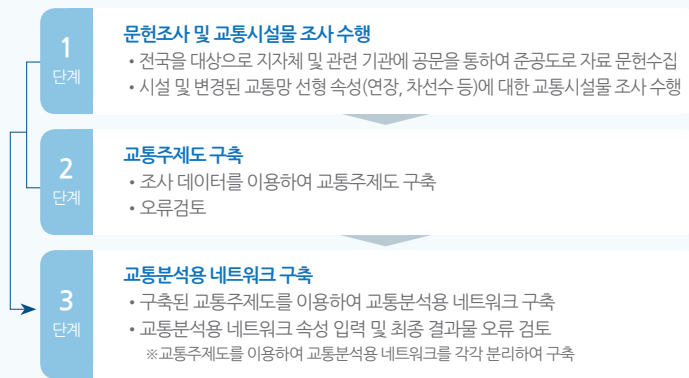 1
단계
문헌조사 및 교통시설물 조사 수행
• 전국을 대상으로 지자체 및 관련 기관에 공문을 통하여 준공도로 자료 문헌수집
• 시설 및 변경된 교통망 선형 속성(연장, 차선수 등)에 대한 교통시설물 조사 수행
2
단계
교통주제도 구축
• 조사 데이터를 이용하여 교통주제도 구축
• 오류검토
3
단계
교통분석용 네트워크 구축
• 구축된 교통주제도를 이용하여 교통분석용 네트워크 구축
• 교통분석용 네트워크 속성 입력 및 최종 결과물 오류 검토
※교통주제도를 이용하여 교통분석용 네트워크를 각각 분리하여 구축